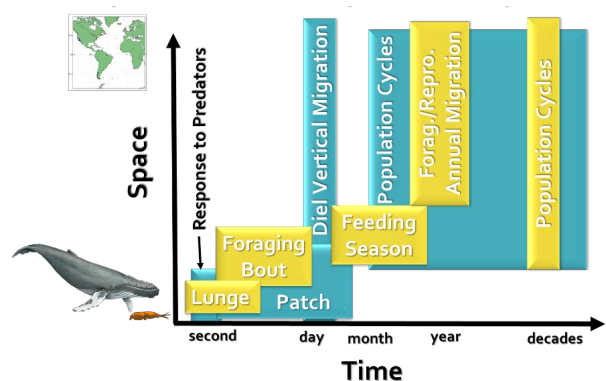 Space
Response to Predators
Diel Vertical Migration
Population Cycles
Forag./Repro.
Annual Migration
Population Cycles
Foraging
Bout
Feeding
Season
Lunge
Patch
second
day
month
year
decades
Time